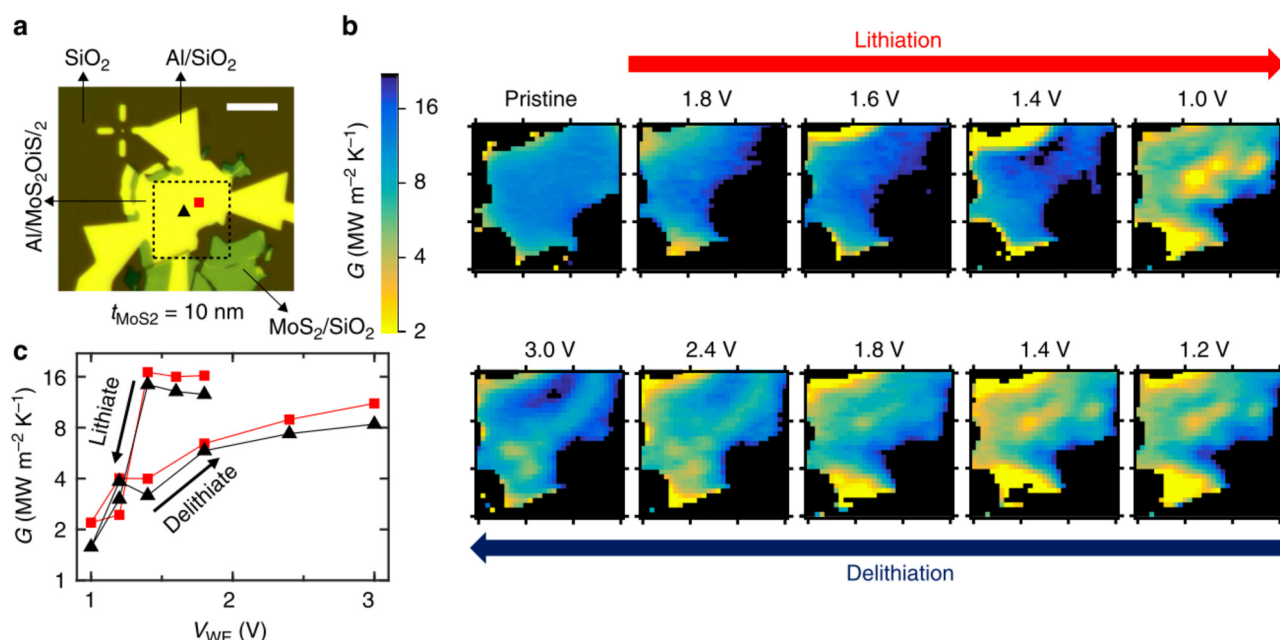 a
SiO₂
Al/SiO₂
Al/MoS₂OiS/₂
t_MoS2 = 10 nm
MoS₂/SiO₂
b
Lithiation
G (MW m⁻² K⁻¹)
16
8
4
2
Pristine
1.8 V
1.6 V
1.4 V
1.0 V
3.0 V
2.4 V
1.8 V
1.4 V
1.2 V
Delithiation
c
G (MW m⁻² K⁻¹)
16
8
4
2
1
Lithiate
Delithiate
1
2
3
V_WE (V)